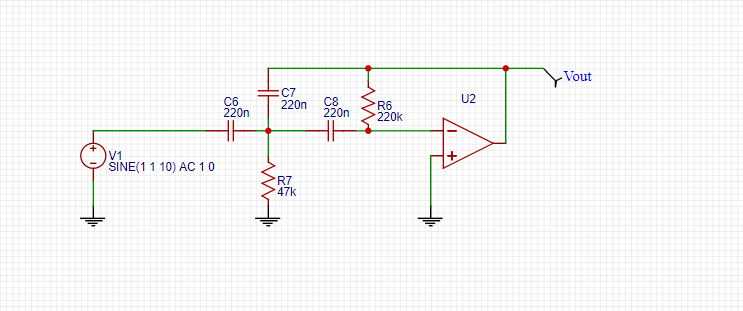 Vout
C7
220n
C6
220n
C8
220n
R6
220k
U2
V1
SINE(1 1 10) AC 1 0
R7
47k